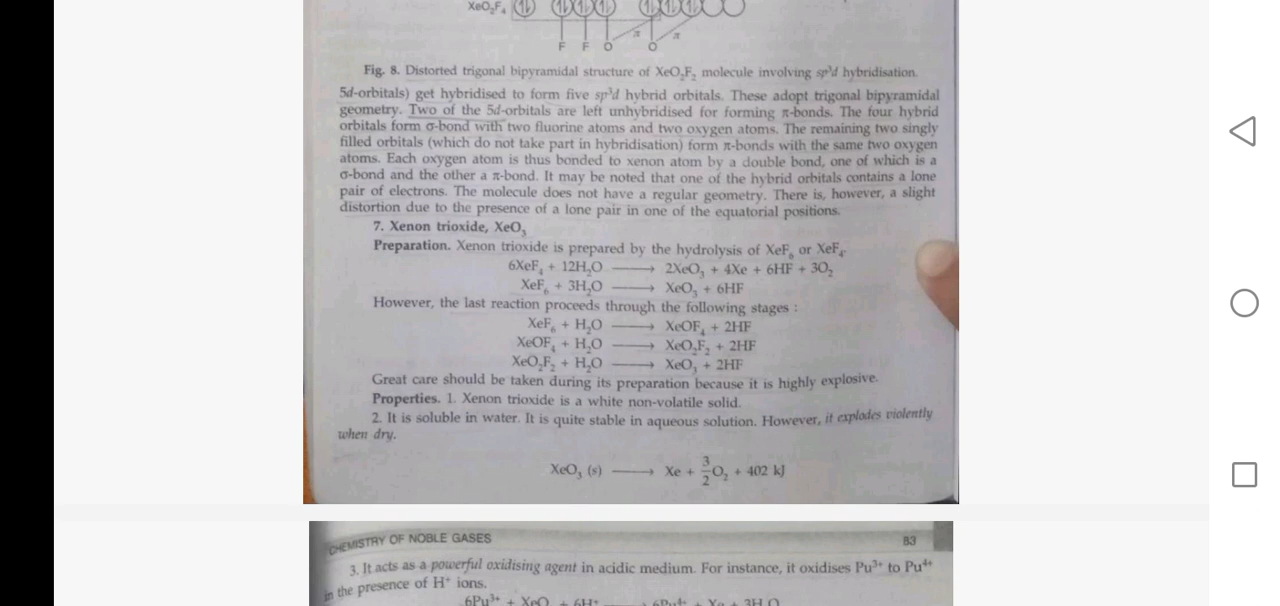 XeO₂F₄
F F O O
π π
Fig. 8. Distorted trigonal bipyramidal structure of XeO₂F₂ molecule involving sp³d hybridisation.
5d-orbitals) get hybridised to form five sp³d hybrid orbitals. These adopt trigonal bipyramidal
geometry. Two of the 5d-orbitals are left unhybridised for forming π-bonds. The four hybrid
orbitals form σ-bond with two fluorine atoms and two oxygen atoms. The remaining two singly
filled orbitals (which do not take part in hybridisation) form π-bonds with the same two oxygen
atoms. Each oxygen atom is thus bonded to xenon atom by a double bond, one of which is a
σ-bond and the other a π-bond. It may be noted that one of the hybrid orbitals contains a lone
pair of electrons. The molecule does not have a regular geometry. There is, however, a slight
distortion due to the presence of a lone pair in one of the equatorial positions.
7. Xenon trioxide, XeO₃
Preparation. Xenon trioxide is prepared by the hydrolysis of XeF₆ or XeF₄.
6XeF₄ + 12H₂O ⟶ 2XeO₃ + 4Xe + 6HF + 3O₂
XeF₆ + 3H₂O ⟶ XeO₃ + 6HF
However, the last reaction proceeds through the following stages :
XeF₆ + H₂O ⟶ XeOF₄ + 2HF
XeOF₄ + H₂O ⟶ XeO₂F₂ + 2HF
XeO₂F₂ + H₂O ⟶ XeO₃ + 2HF
Great care should be taken during its preparation because it is highly explosive.
Properties. 1. Xenon trioxide is a white non-volatile solid.
2. It is soluble in water. It is quite stable in aqueous solution. However, it explodes violently
when dry.
XeO₃ (s) ⟶ Xe + 3/2 O₂ + 402 kJ
CHEMISTRY OF NOBLE GASES 83
3. It acts as a powerful oxidising agent in acidic medium. For instance, it oxidises Pu³⁺ to Pu⁴⁺
in the presence of H⁺ ions.
6Pu³⁺ + XeO + 6H⁺ ⟶ 6Pu⁴⁺ + Xe + 3H O